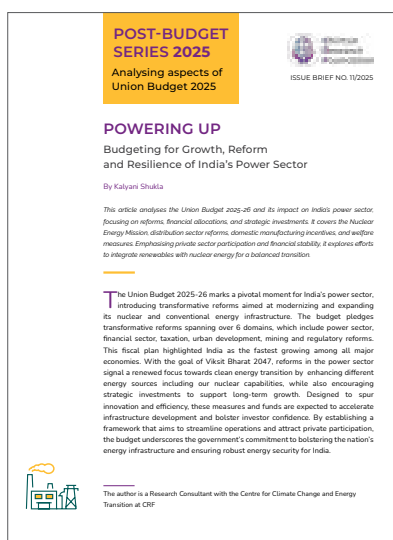 POST-BUDGET
SERIES 2025
Analysing aspects of
Union Budget 2025
ISSUE BRIEF NO. 11/2025
POWERING UP
Budgeting for Growth, Reform
and Resilience of India's Power Sector
By Kalyani Shukla
This article analyses the Union Budget 2025-26 and its impact on India's power sector,
focusing on reforms, financial allocations, and strategic investments. It covers the Nuclear
Energy Mission, distribution sector reforms, domestic manufacturing incentives, and welfare
measures. Emphasising private sector participation and financial stability, it explores efforts
to integrate renewables with nuclear energy for a balanced transition.
The Union Budget 2025-26 marks a pivotal moment for India's power sector,
introducing transformative reforms aimed at modernizing and expanding
its nuclear and conventional energy infrastructure. The budget pledges
transformative reforms spanning over 6 domains, which include power sector,
financial sector, taxation, urban development, mining and regulatory reforms.
This fiscal plan highlighted India as the fastest growing among all major
economies. With the goal of Viksit Bharat 2047, reforms in the power sector
signal a renewed focus towards clean energy transition by enhancing different
energy sources including our nuclear capabilities, while also encouraging
strategic investments to support long-term growth. Designed to spur
innovation and efficiency, these measures and funds are expected to accelerate
infrastructure development and bolster investor confidence. By establishing a
framework that aims to streamline operations and attract private participation,
the budget underscores the government's commitment to bolstering the nation's
energy infrastructure and ensuring robust energy security for India.
The author is a Research Consultant with the Centre for Climate Change and Energy
Transition at CRF